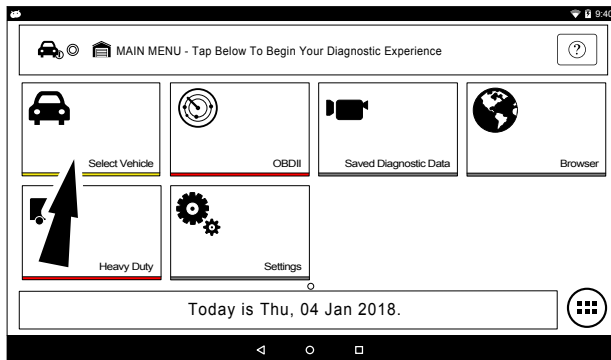 9:40
MAIN MENU - Tap Below To Begin Your Diagnostic Experience
?
Select Vehicle
OBDII
Saved Diagnostic Data
Browser
Heavy Duty
Settings
Today is Thu, 04 Jan 2018.